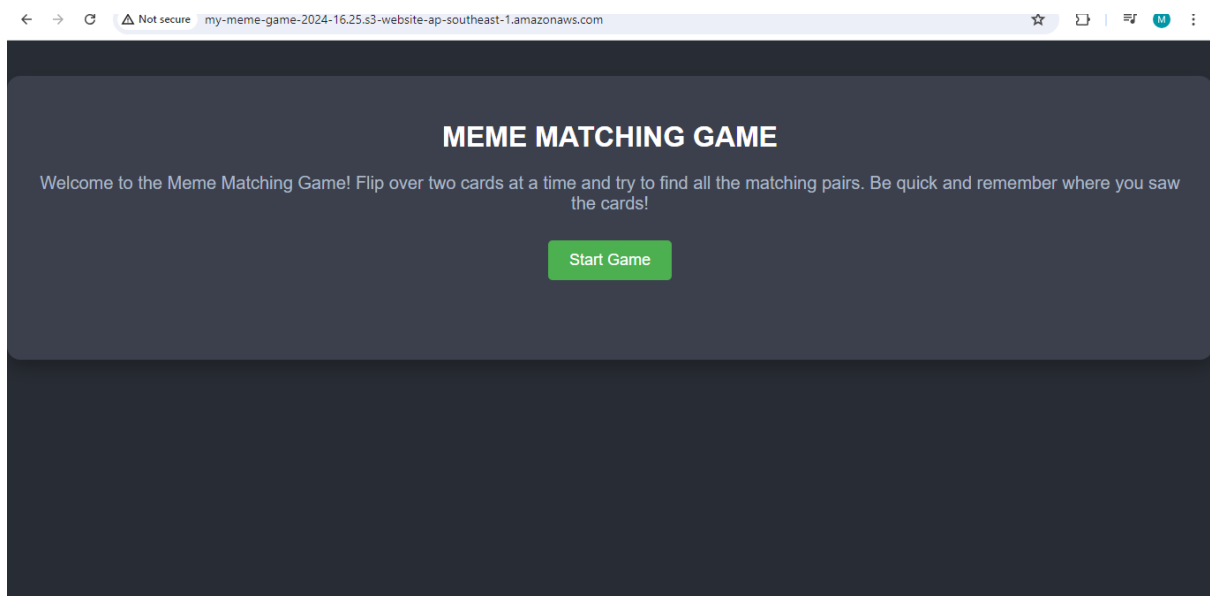 Not secure my-meme-game-2024-16.25.s3-website-ap-southeast-1.amazonaws.com M
MEME MATCHING GAME
Welcome to the Meme Matching Game! Flip over two cards at a time and try to find all the matching pairs. Be quick and remember where you saw
the cards!
Start Game